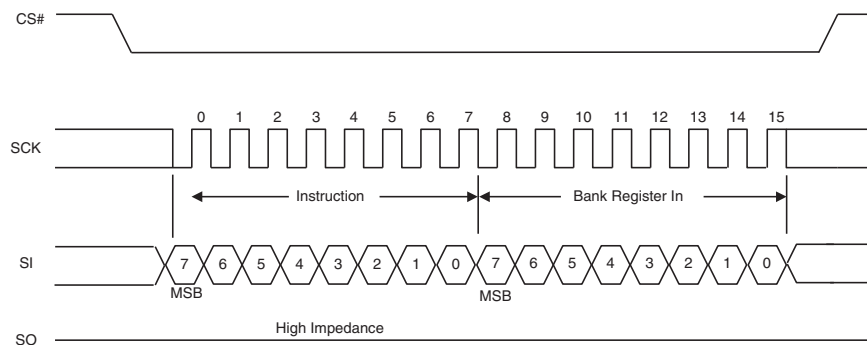 CS#
0 1 2 3 4 5 6 7 8 9 10 11 12 13 14 15
SCK
Instruction
Bank Register In
SI
7 6 5 4 3 2 1 0 7 6 5 4 3 2 1 0
MSB
MSB
High Impedance
SO